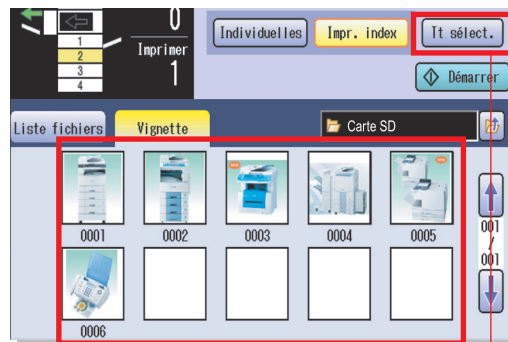 0
Individuelles Impr. index Tt sélect.
1
2
3
4
Imprimer
1
Démarrer
Liste fichiers Vignette Carte SD
0001 0002 0003 0004 0005
001
/
001
0006